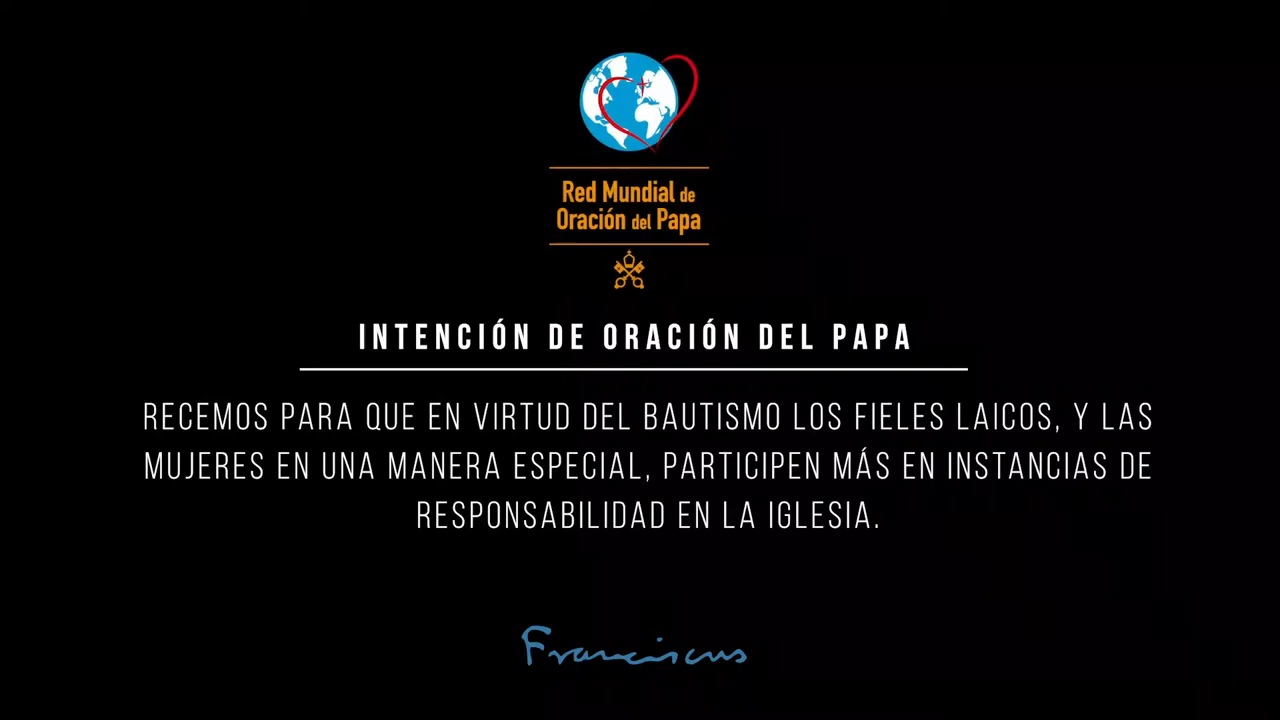 Red Mundial de
Oración del Papa
INTENCIÓN DE ORACIÓN DEL PAPA
RECEMOS PARA QUE EN VIRTUD DEL BAUTISMO LOS FIELES LAICOS, Y LAS
MUJERES EN UNA MANERA ESPECIAL, PARTICIPEN MÁS EN INSTANCIAS DE
RESPONSABILIDAD EN LA IGLESIA.
Franciscus